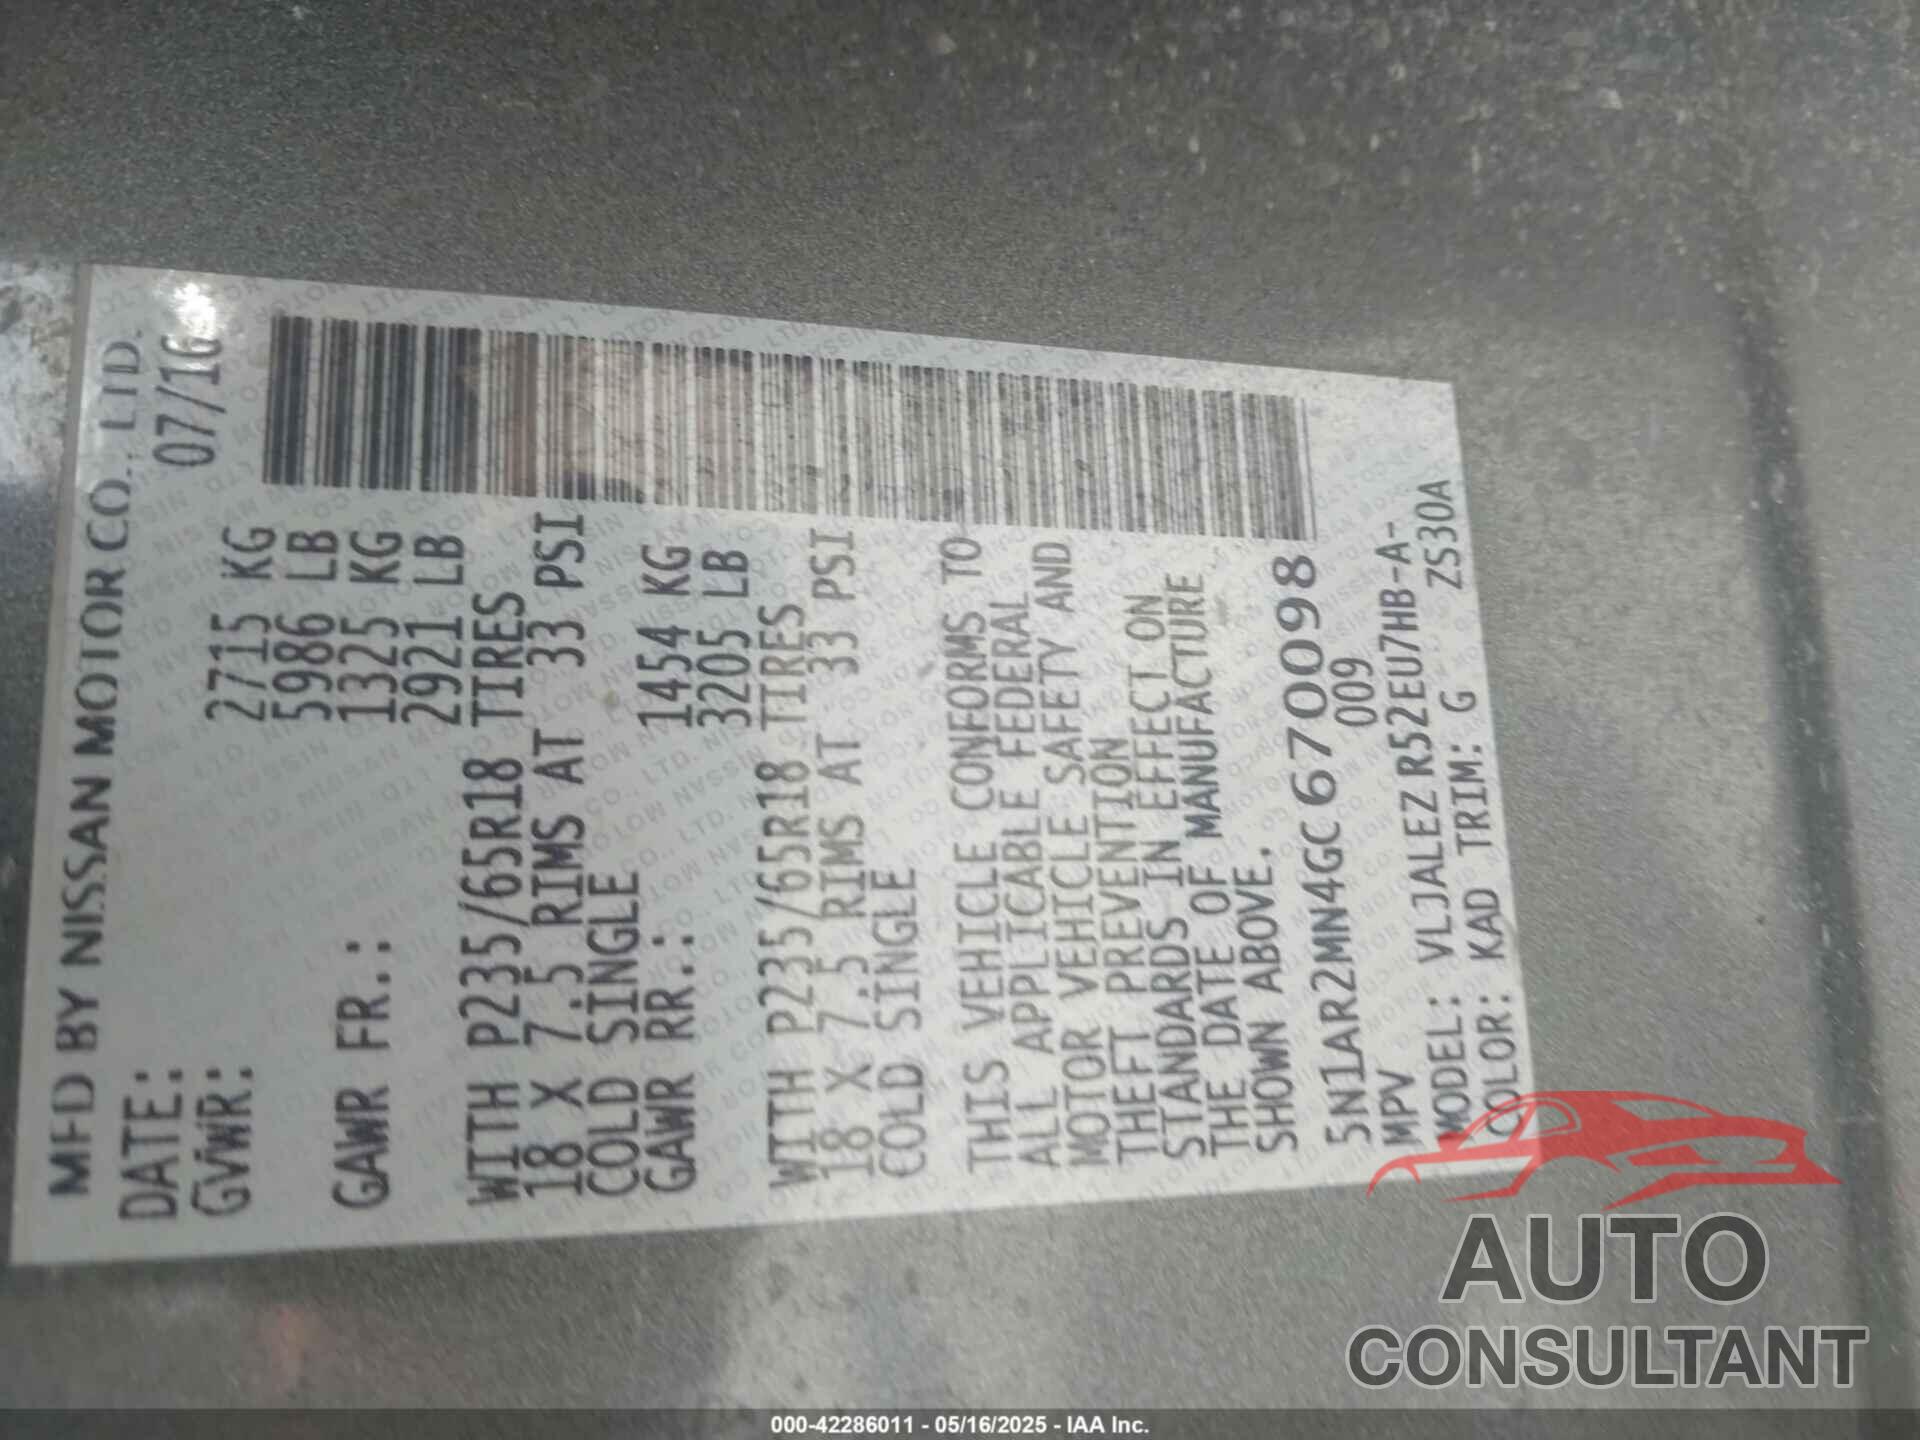 MFD BY NISSAN MOTOR CO., LTD.
DATE: 07/16
GVWR: 2715 KG
5986 LB
GAWR FR.: 1325 KG
2921 LB
WITH P235/65R18 TIRES
18 X 7.5 RIMS AT 33 PSI
COLD SINGLE
GAWR RR.: 1454 KG
3205 LB
WITH P235/65R18 TIRES
18 X 7.5 RIMS AT 33 PSI
COLD SINGLE
THIS VEHICLE CONFORMS TO
ALL APPLICABLE FEDERAL
MOTOR VEHICLE SAFETY AND
THEFT PREVENTION
STANDARDS IN EFFECT ON
THE DATE OF MANUFACTURE
SHOWN ABOVE.
5N1AR2MN4GC670098
MPV 009
MODEL: VLJALEZ R52EU7HB-A-
COLOR: KAD TRIM: G ZS30A
AUTO
CONSULTANT
000-42286011 - 05/16/2025 - IAA Inc.